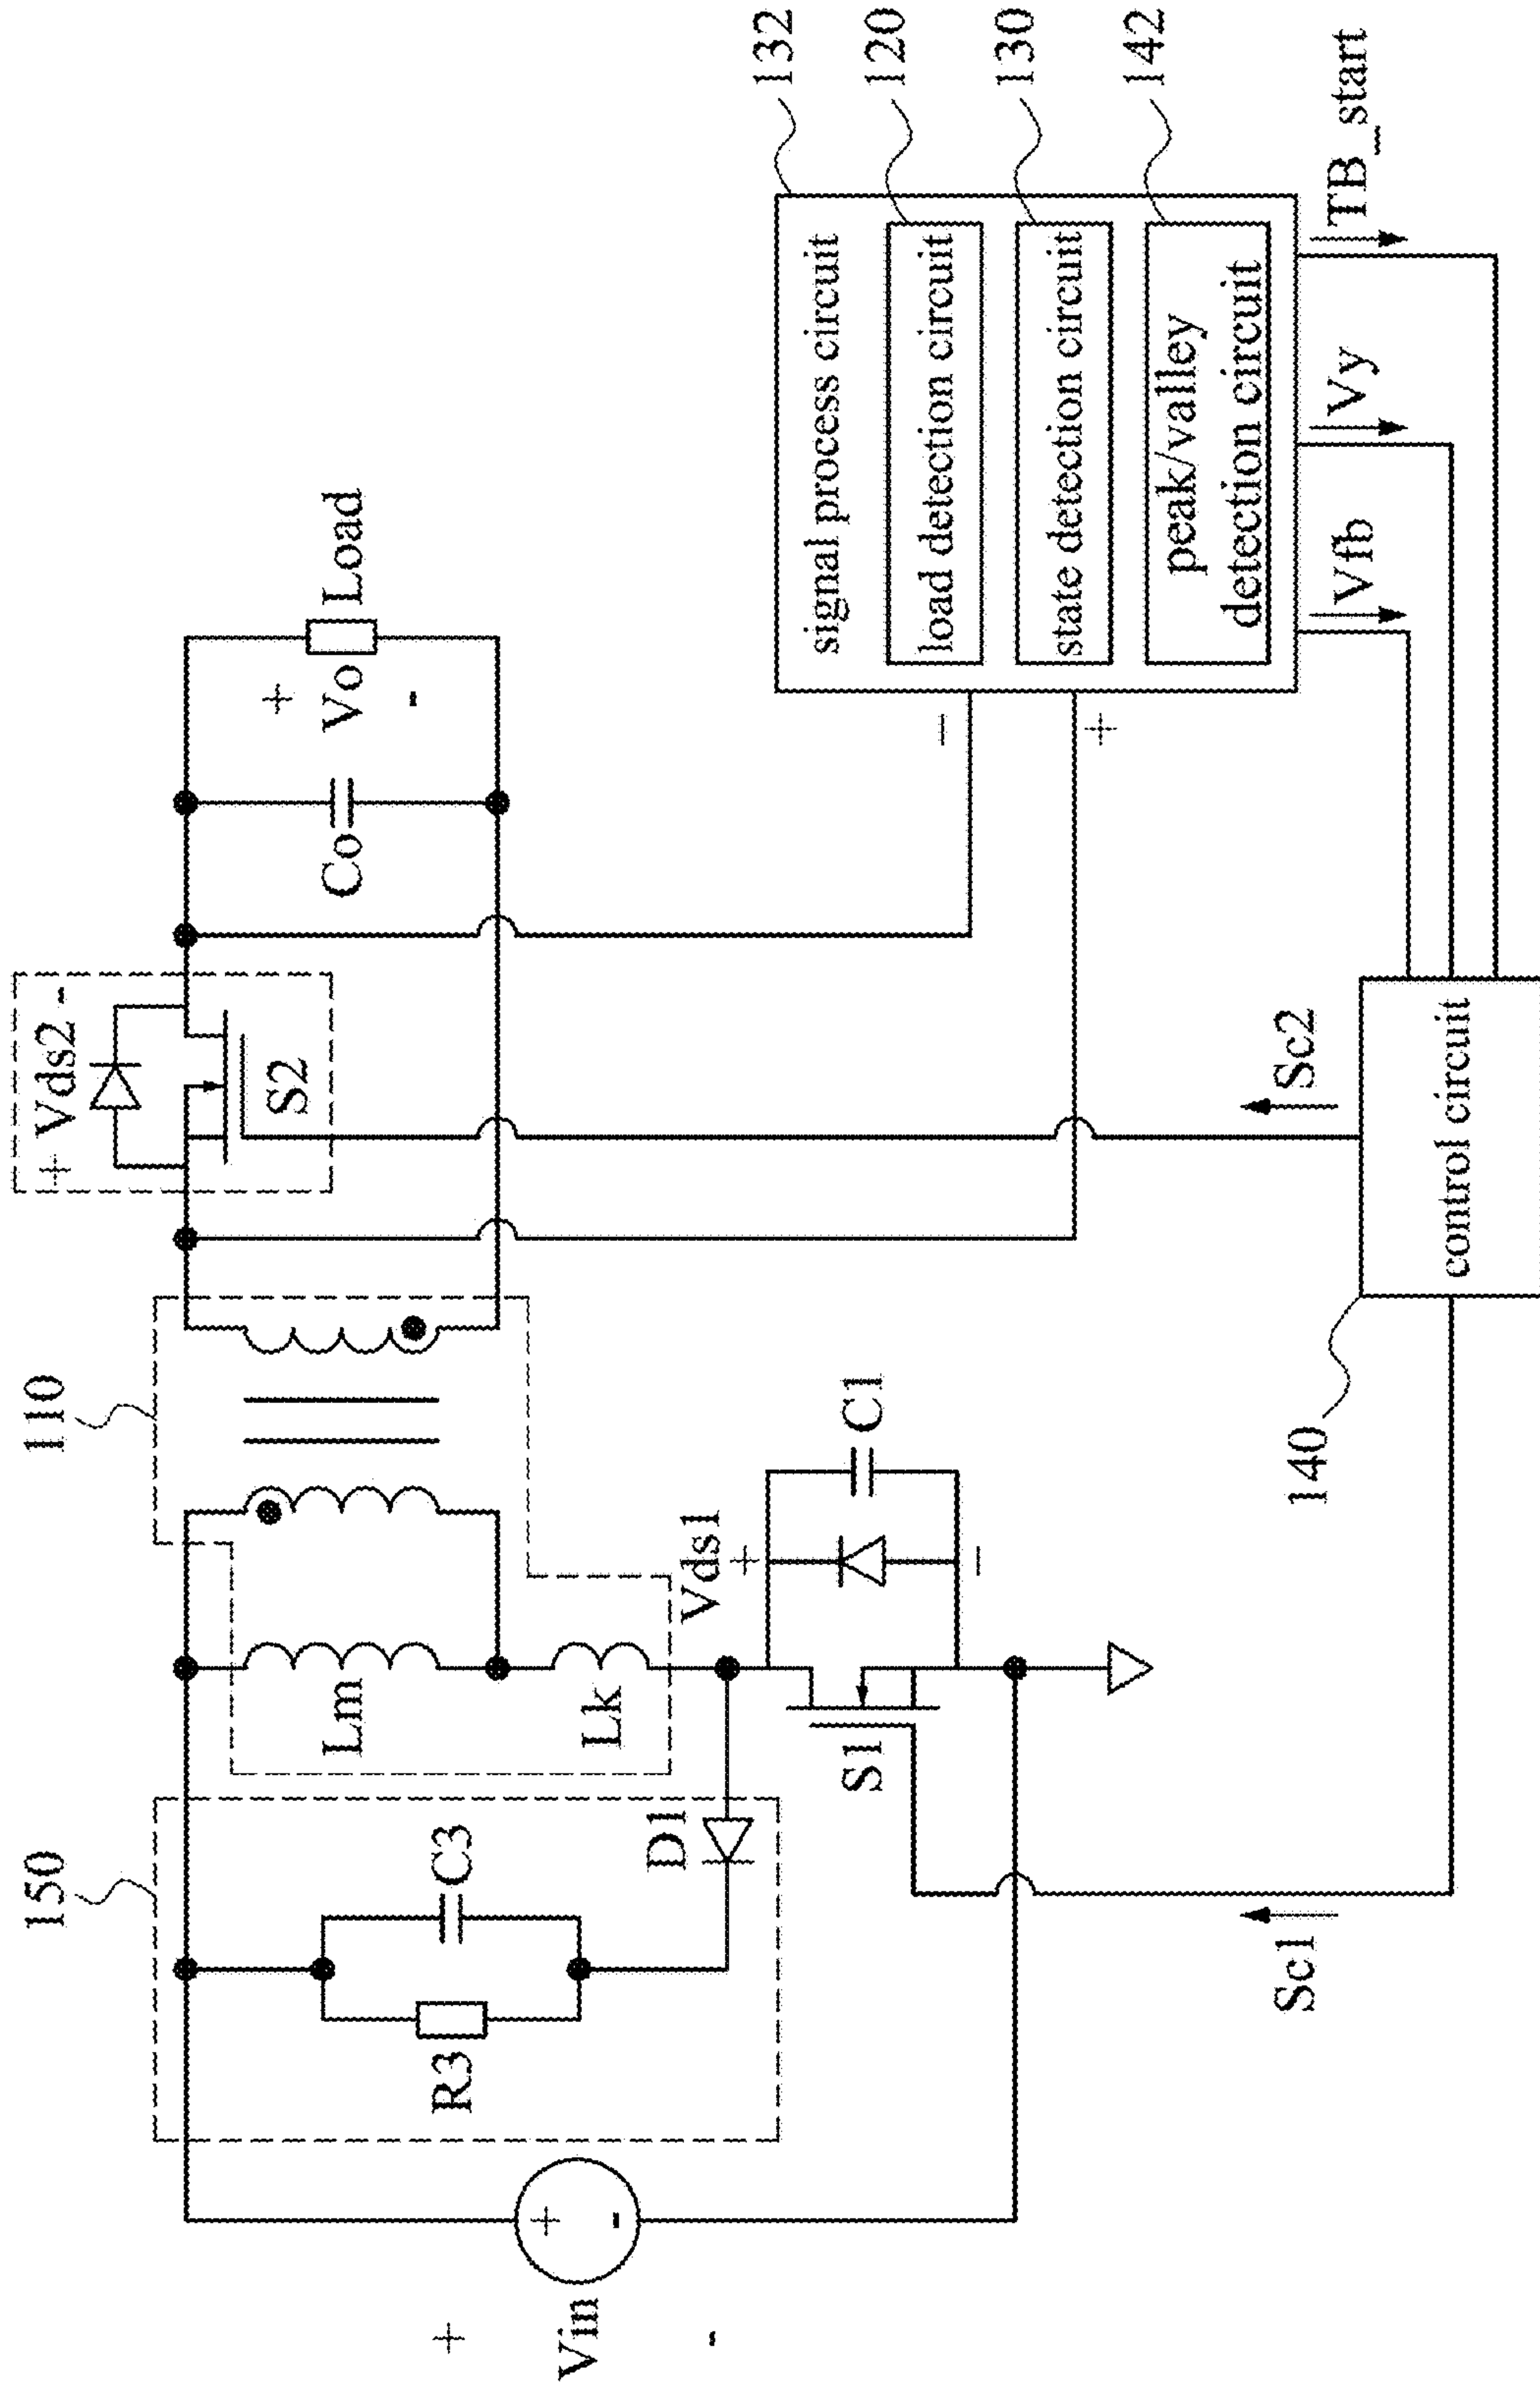 150
110
+ Vds2 -
S2
Vin
+
-
+
-
R3
C3
D1
Lm
Lk
Vds1
+
-
S1
C1
Co
+
Vo
-
Load
–
+
signal process circuit
load detection circuit
state detection circuit
peak/valley
detection circuit
132
120
130
142
Sc1
Sc2
Vfb
Vy
TB_start
140
control circuit